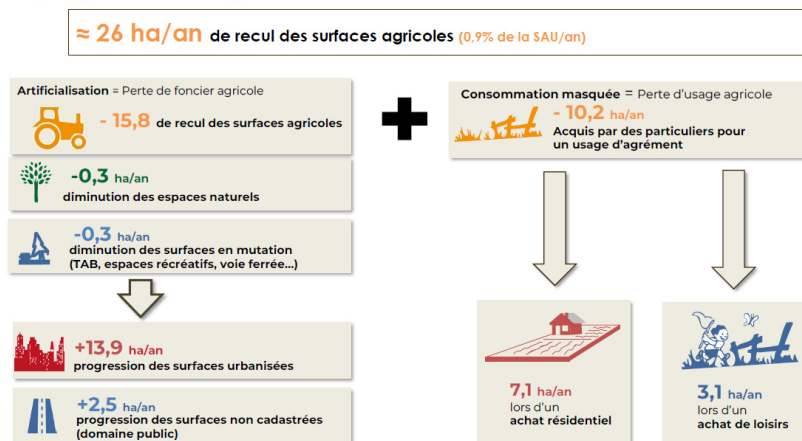 ≈ 26 ha/an de recul des surfaces agricoles (0,9% de la SAU/an)
Artificialisation = Perte de foncier agricole
- 15,8 de recul des surfaces agricoles
-0,3 ha/an
diminution des espaces naturels
-0,3 ha/an
diminution des surfaces en mutation
(TAB, espaces récréatifs, voie ferrée...)
+13,9 ha/an
progression des surfaces urbanisées
+2,5 ha/an
progression des surfaces non cadastrées
(domaine public)
Consommation masquée = Perte d'usage agricole
- 10,2 ha/an
Acquis par des particuliers pour
un usage d'agrément
7,1 ha/an
lors d'un
achat résidentiel
3,1 ha/an
lors d'un
achat de loisirs